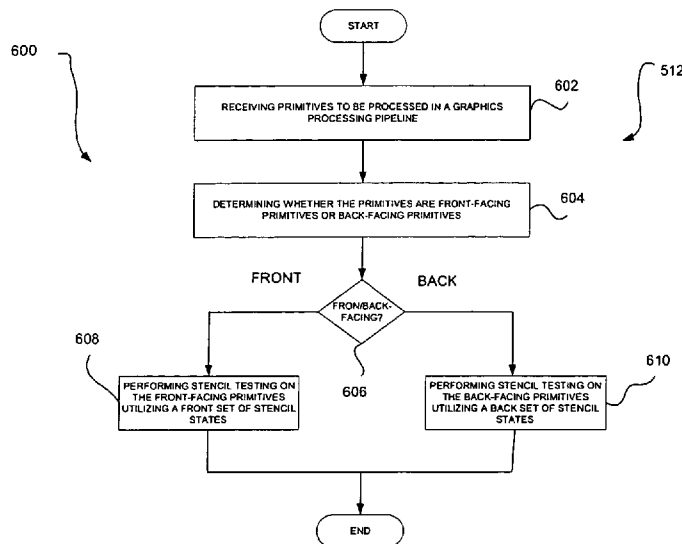 START
600
512
602
RECEIVING PRIMITIVES TO BE PROCESSED IN A GRAPHICS
PROCESSING PIPELINE
DETERMINING WHETHER THE PRIMITIVES ARE FRONT-FACING
PRIMITIVES OR BACK-FACING PRIMITIVES
604
FRONT
BACK
FRON/BACK-
FACING?
606
608
PERFORMING STENCIL TESTING ON
THE FRONT-FACING PRIMITIVES
UTILIZING A FRONT SET OF STENCIL
STATES
610
PERFORMING STENCIL TESTING ON
THE BACK-FACING PRIMITIVES
UTILIZING A BACK SET OF STENCIL
STATES
END